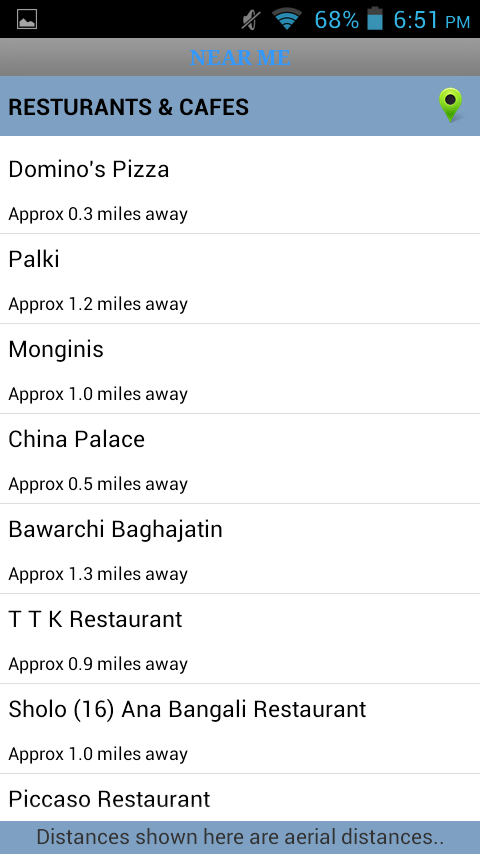 68% 6:51 PM
NEAR ME
RESTURANTS & CAFES
Domino's Pizza
Approx 0.3 miles away
Palki
Approx 1.2 miles away
Monginis
Approx 1.0 miles away
China Palace
Approx 0.5 miles away
Bawarchi Baghajatin
Approx 1.3 miles away
T T K Restaurant
Approx 0.9 miles away
Sholo (16) Ana Bangali Restaurant
Approx 1.0 miles away
Piccaso Restaurant
Distances shown here are aerial distances..